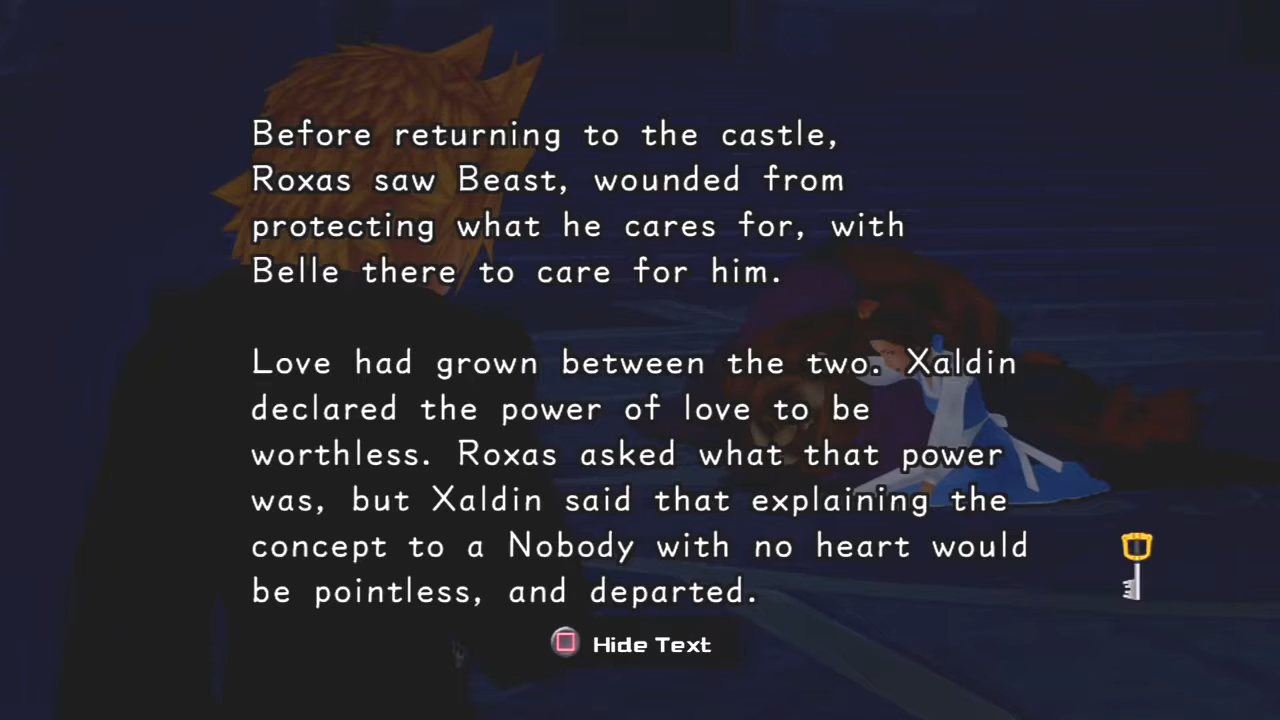 Before returning to the castle,
Roxas saw Beast, wounded from
protecting what he cares for, with
Belle there to care for him.
Love had grown between the two. Xaldin
declared the power of love to be
worthless. Roxas asked what that power
was, but Xaldin said that explaining the
concept to a Nobody with no heart would
be pointless, and departed.
Hide Text